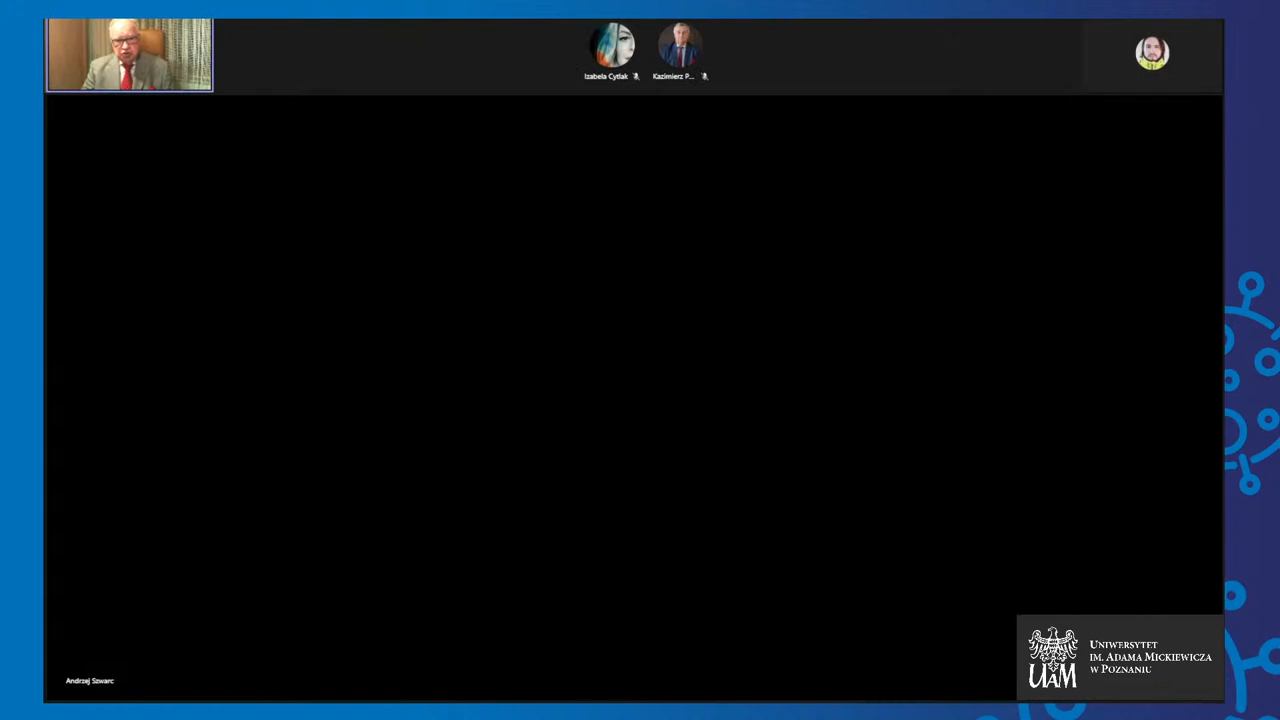 Izabela Cytlak
Kazimierz P...
Andrzej Szwarc
UNIWERSYTET
IM. ADAMA MICKIEWICZA
W POZNANIU
UAM